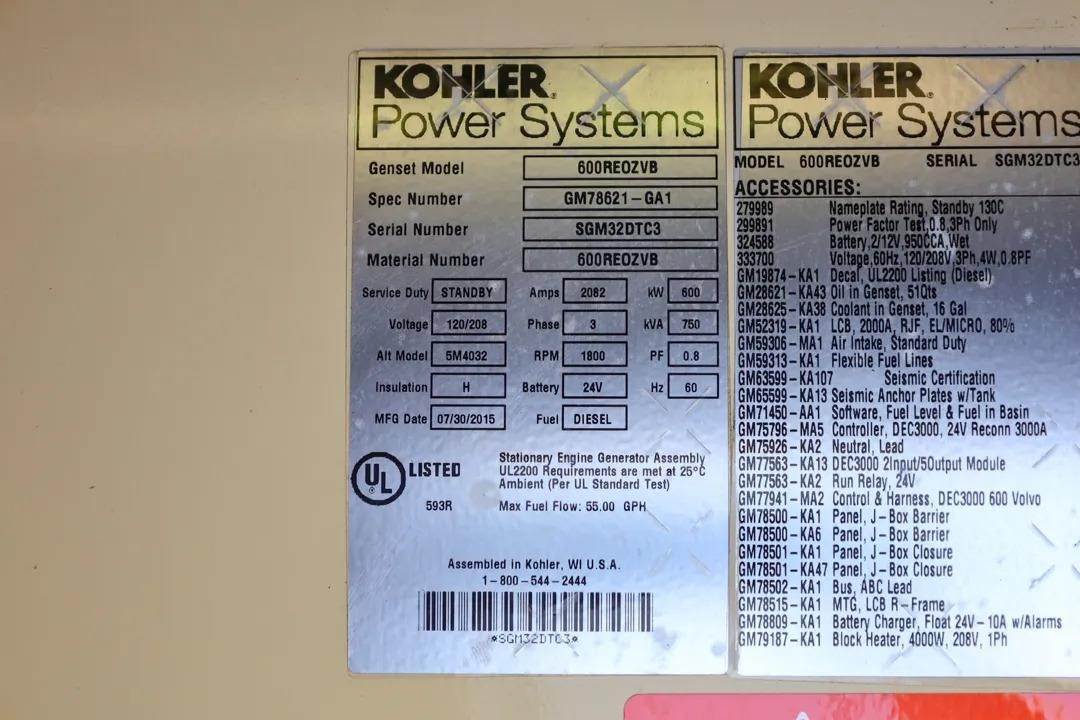 KOHLER®
Power Systems
Genset Model 600REOZVB
Spec Number GM78621-GA1
Serial Number SGM32DTC3
Material Number 600REOZVB
Service Duty STANDBY Amps 2082 kW 600
Voltage 120/208 Phase 3 kVA 750
Alt Model 5M4032 RPM 1800 PF 0.8
Insulation H Battery 24V Hz 60
MFG Date 07/30/2015 Fuel DIESEL
UL® LISTED
593R
Stationary Engine Generator Assembly
UL2200 Requirements are met at 25°C
Ambient (Per UL Standard Test)
Max Fuel Flow: 55.00 GPH
Assembled in Kohler, WI U.S.A.
1-800-544-2444
*SGM32DTC3*
KOHLER®
Power Systems
MODEL 600REOZVB SERIAL SGM32DTC3
ACCESSORIES:
279989 Nameplate Rating, Standby 130C
299891 Power Factor Test,0.8,3Ph Only
324588 Battery,2/12V,950CCA,Wet
333700 Voltage,60Hz,120/208V,3Ph,4W,0.8PF
GM19874-KA1 Decal, UL2200 Listing (Diesel)
GM28621-KA43 Oil in Genset, 51Qts
GM28625-KA38 Coolant in Genset, 16 Gal
GM52319-KA1 LCB, 2000A, RJF, EL/MICRO, 80%
GM59306-MA1 Air Intake, Standard Duty
GM59313-KA1 Flexible Fuel Lines
GM63599-KA107 Seismic Certification
GM65599-KA13 Seismic Anchor Plates w/Tank
GM71450-AA1 Software, Fuel Level & Fuel in Basin
GM75796-MA5 Controller, DEC3000, 24V Reconn 3000A
GM75926-KA2 Neutral, Lead
GM77563-KA13 DEC3000 2Input/5Output Module
GM77563-KA2 Run Relay, 24V
GM77941-MA2 Control & Harness, DEC3000 600 Volvo
GM78500-KA1 Panel, J-Box Barrier
GM78500-KA6 Panel, J-Box Barrier
GM78501-KA1 Panel, J-Box Closure
GM78501-KA47 Panel, J-Box Closure
GM78502-KA1 Bus, ABC Lead
GM78515-KA1 MTG, LCB R-Frame
GM78809-KA1 Battery Charger, Float 24V-10A w/Alarms
GM79187-KA1 Block Heater, 4000W, 208V, 1Ph